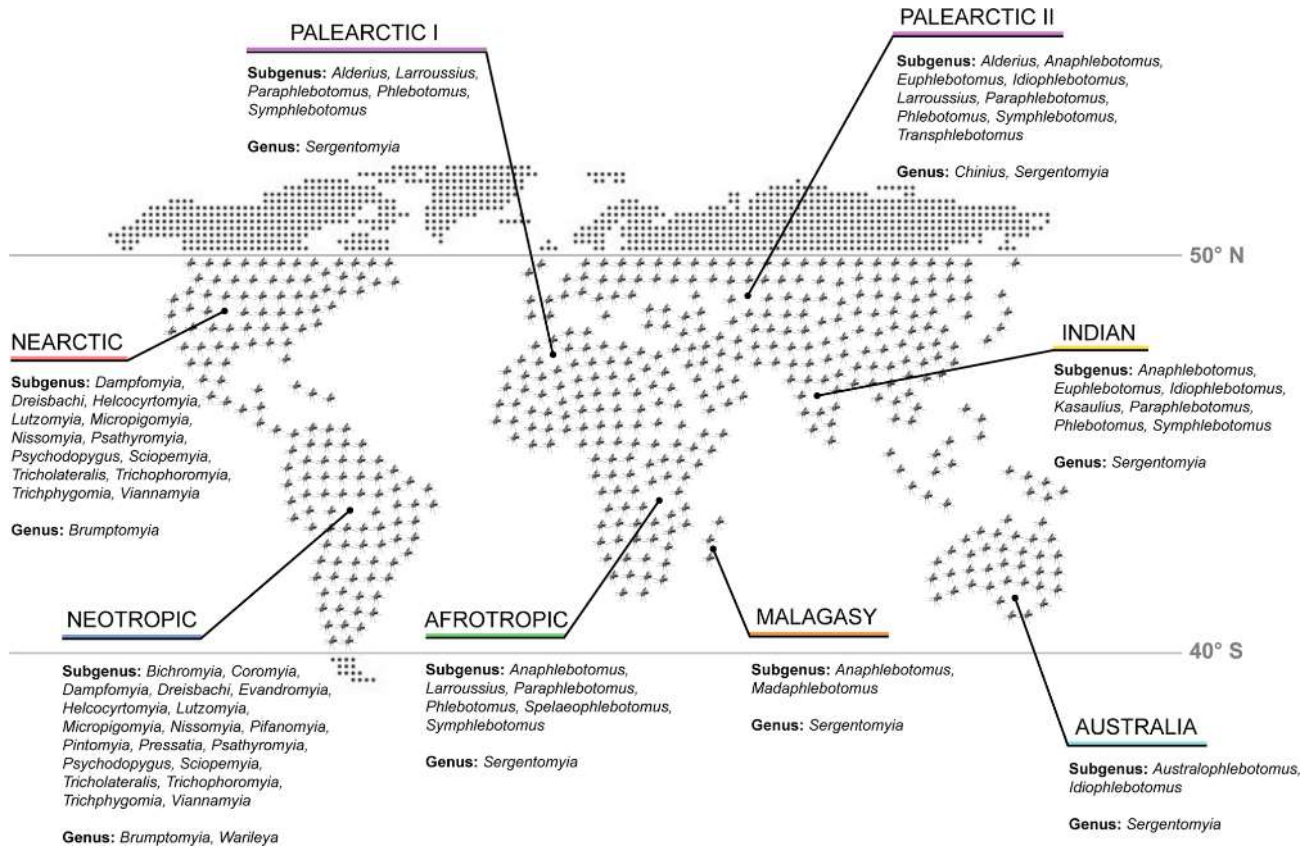 PALEARCTIC I
Subgenus: Alderius, Larroussius,
Paraphlebotomus, Phlebotomus,
Symphlebotomus
Genus: Sergentomyia
PALEARCTIC II
Subgenus: Alderius, Anaphlebotomus,
Euphlebotomus, Idiophlebotomus,
Larroussius, Paraphlebotomus,
Phlebotomus, Symphlebotomus,
Transphlebotomus
Genus: Chinius, Sergentomyia
50° N
NEARCTIC
Subgenus: Dampfomyia,
Dreisbachi, Helcocyrtomyia,
Lutzomyia, Micropigomyia,
Nissomyia, Psathyromyia,
Psychodopygus, Sciopemyia,
Tricholateralis, Trichophoromyia,
Trichphygomia, Viannamyia
Genus: Brumptomyia
INDIAN
Subgenus: Anaphlebotomus,
Euphlebotomus, Idiophlebotomus,
Kasaulius, Paraphlebotomus,
Phlebotomus, Symphlebotomus
Genus: Sergentomyia
NEOTROPIC
Subgenus: Bichromyia, Coromyia,
Dampfomyia, Dreisbachi, Evandromyia,
Helcocyrtomyia, Lutzomyia,
Micropigomyia, Nissomyia, Pifanomyia,
Pintomyia, Pressatia, Psathyromyia,
Psychodopygus, Sciopemyia,
Tricholateralis, Trichophoromyia,
Trichphygomia, Viannamyia
Genus: Brumptomyia, Warileya
AFROTROPIC
Subgenus: Anaphlebotomus,
Larroussius, Paraphlebotomus,
Phlebotomus, Spelaeophlebotomus,
Symphlebotomus
Genus: Sergentomyia
MALAGASY
Subgenus: Anaphlebotomus,
Madaphlebotomus
Genus: Sergentomyia
40° S
AUSTRALIA
Subgenus: Australophlebotomus,
Idiophlebotomus
Genus: Sergentomyia